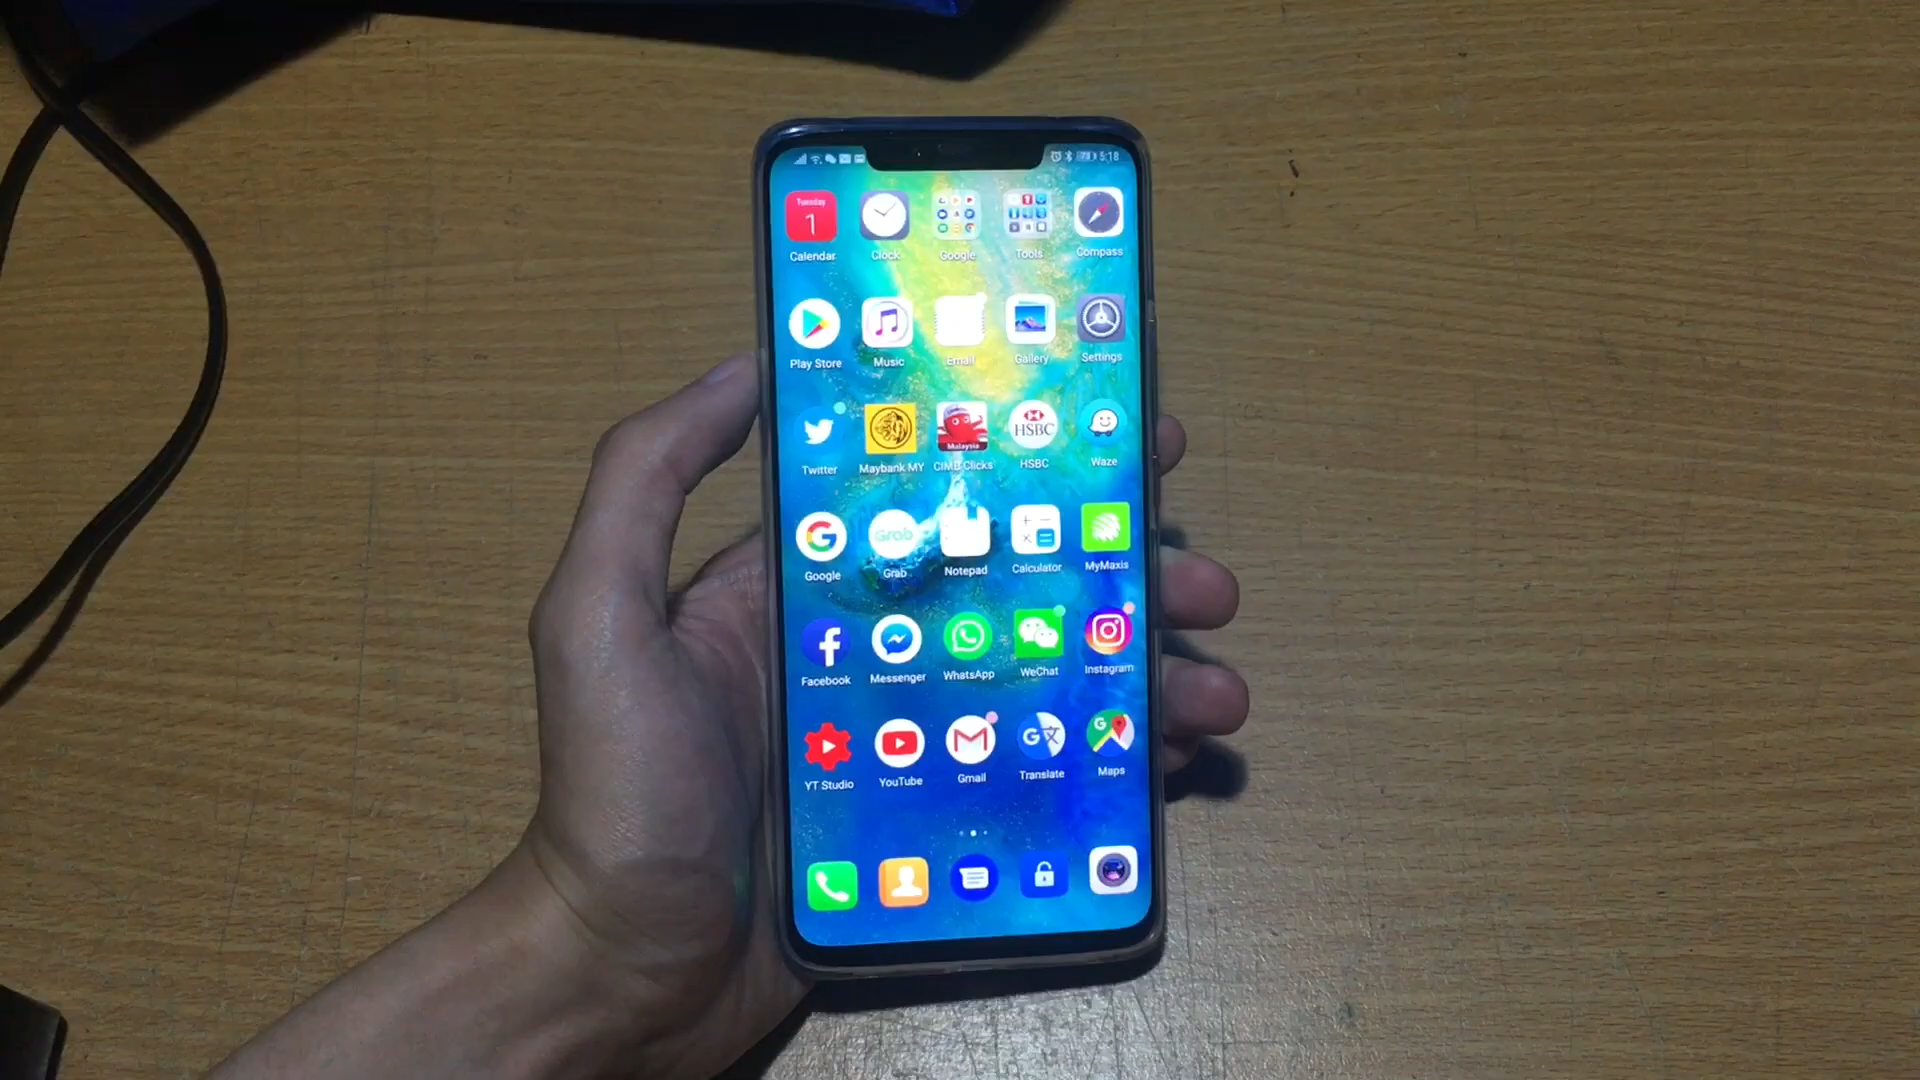 5:18
Tuesday
1
Calendar Clock Google Tools Compass
Play Store Music Email Gallery Settings
Malaysia
HSBC
Twitter Maybank MY CIMB Clicks HSBC Waze
Grab
Google Grab Notepad Calculator MyMaxis
Facebook Messenger WhatsApp WeChat Instagram
YT Studio YouTube Gmail Translate Maps